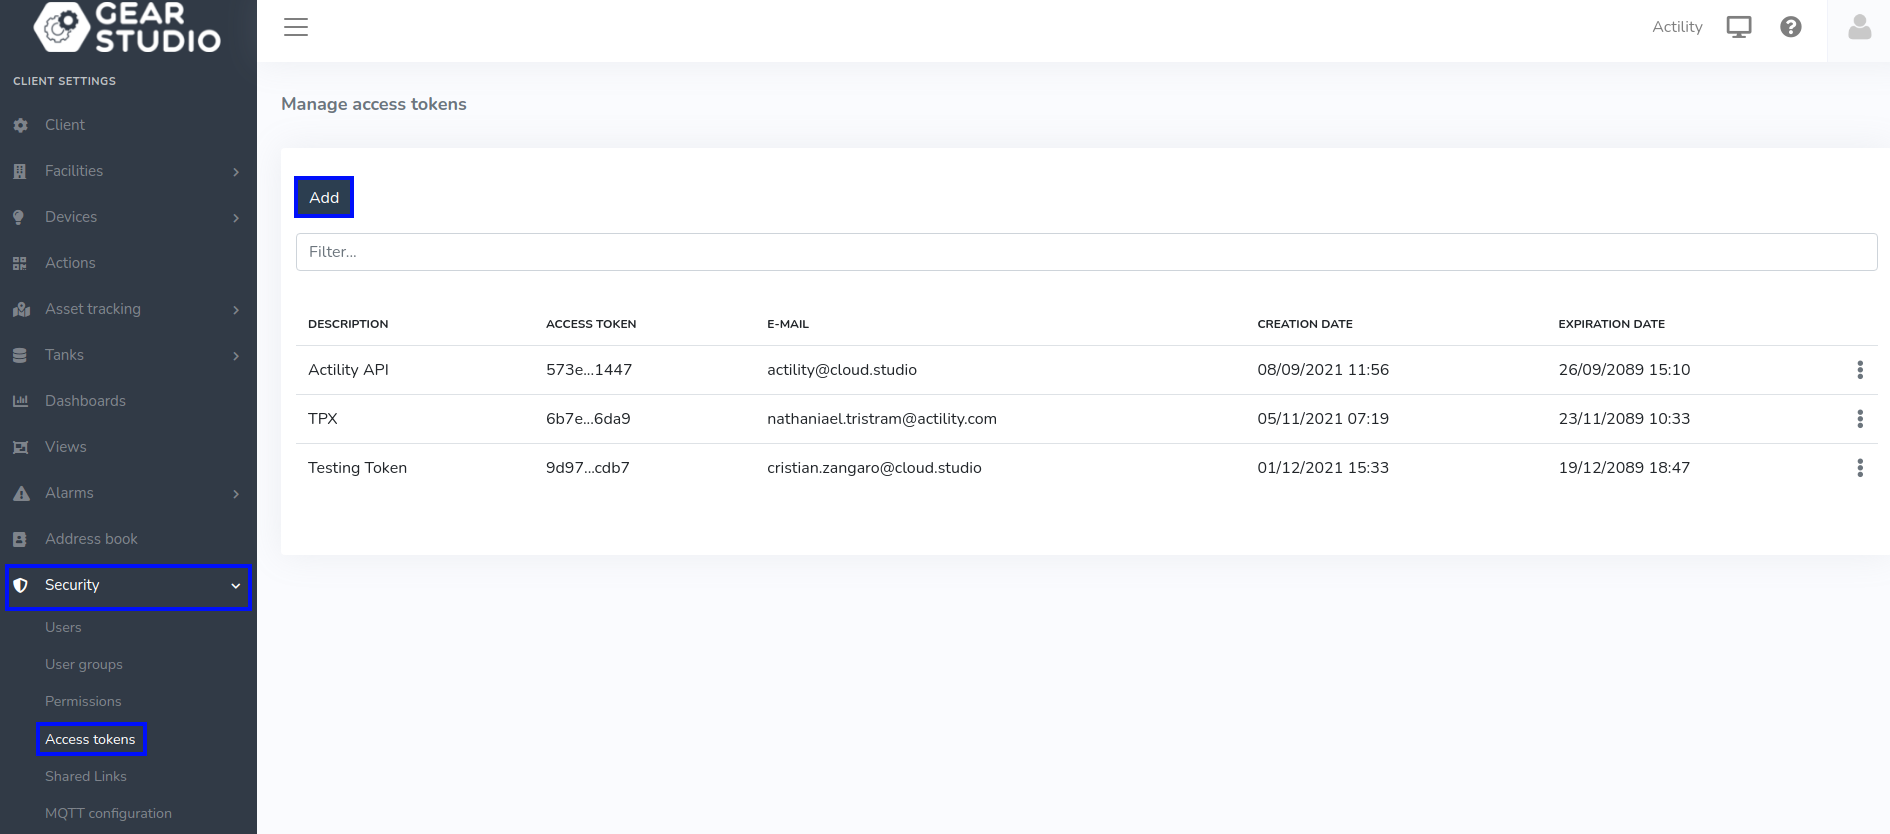 GEAR
STUDIO
CLIENT SETTINGS
Client
Facilities
Devices
Actions
Asset tracking
Tanks
Dashboards
Views
Alarms
Address book
Security
Users
User groups
Permissions
Access tokens
Shared Links
MQTT configuration
Actility
Manage access tokens
Add
Filter...
DESCRIPTION ACCESS TOKEN E-MAIL CREATION DATE EXPIRATION DATE
Actility API 573e...1447 actility@cloud.studio 08/09/2021 11:56 26/09/2089 15:10
TPX 6b7e...6da9 nathaniael.tristram@actility.com 05/11/2021 07:19 23/11/2089 10:33
Testing Token 9d97...cdb7 cristian.zangaro@cloud.studio 01/12/2021 15:33 19/12/2089 18:47